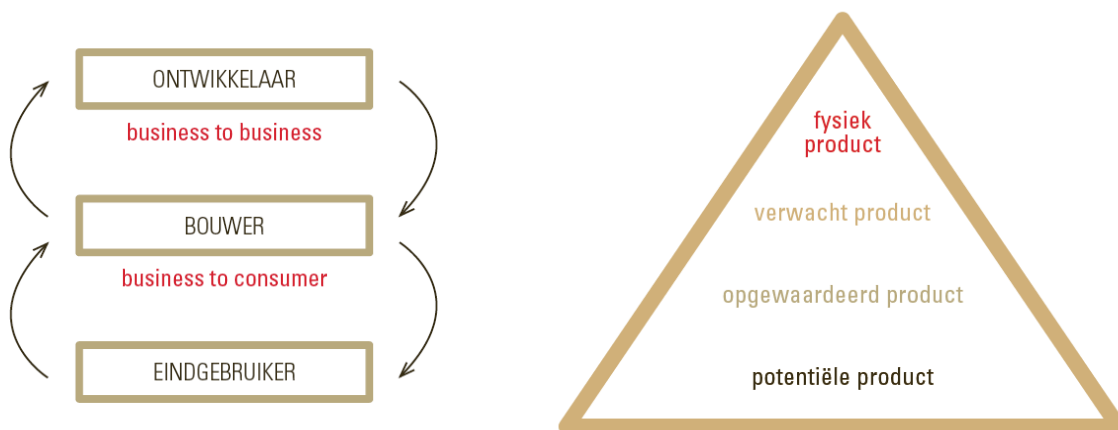 ONTWIKKELAAR
business to business
BOUWER
business to consumer
EINDGEBRUIKER
fysiek
product
verwacht product
opgewaardeerd product
potentiële product